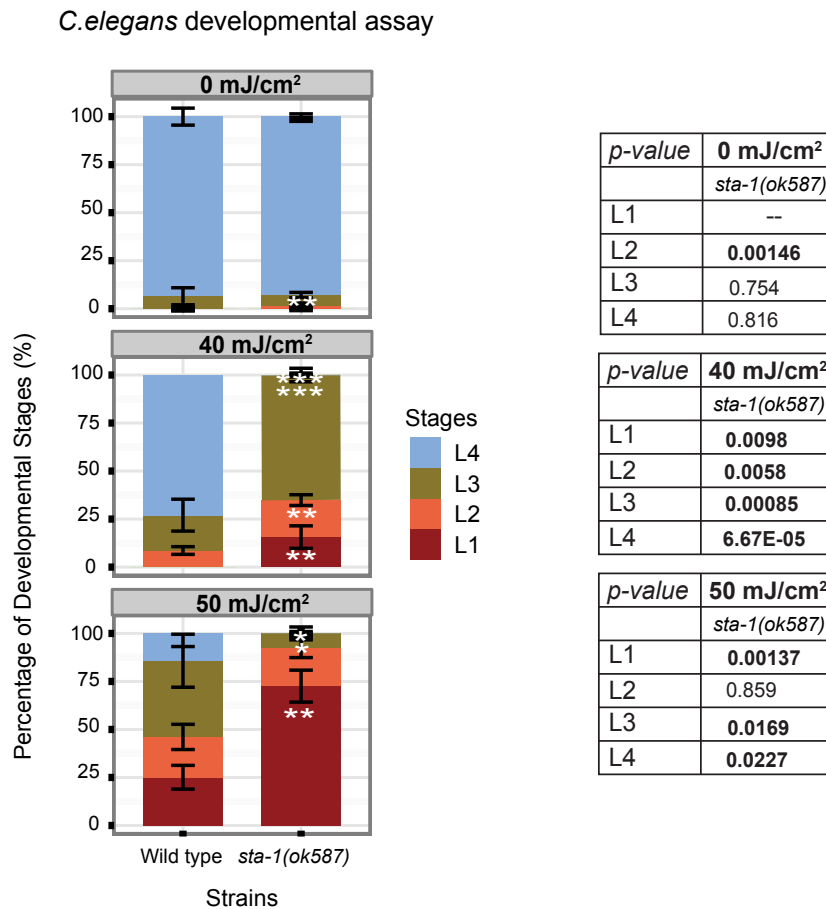 C.elegans developmental assay
0 mJ/cm²
100
75
50
25
0
**
40 mJ/cm²
100
75
50
25
0
***
***
**
**
50 mJ/cm²
100
75
50
25
0
*
*
**
Wild type sta-1(ok587)
Strains
Percentage of Developmental Stages (%)
Stages
L4
L3
L2
L1
p-value 0 mJ/cm²
sta-1(ok587)
L1 --
L2 0.00146
L3 0.754
L4 0.816
p-value 40 mJ/cm²
sta-1(ok587)
L1 0.0098
L2 0.0058
L3 0.00085
L4 6.67E-05
p-value 50 mJ/cm²
sta-1(ok587)
L1 0.00137
L2 0.859
L3 0.0169
L4 0.0227